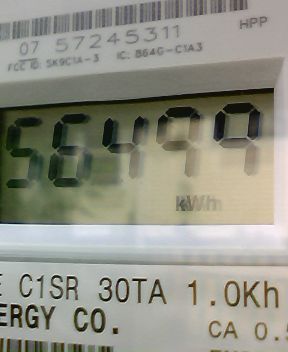 HPP
07 57245311
FCC ID: SK9C1A-3 IC: 864G-C1A3
56499
kWh
E C1SR 30TA 1.0Kh
ERGY CO.
CA 0.5